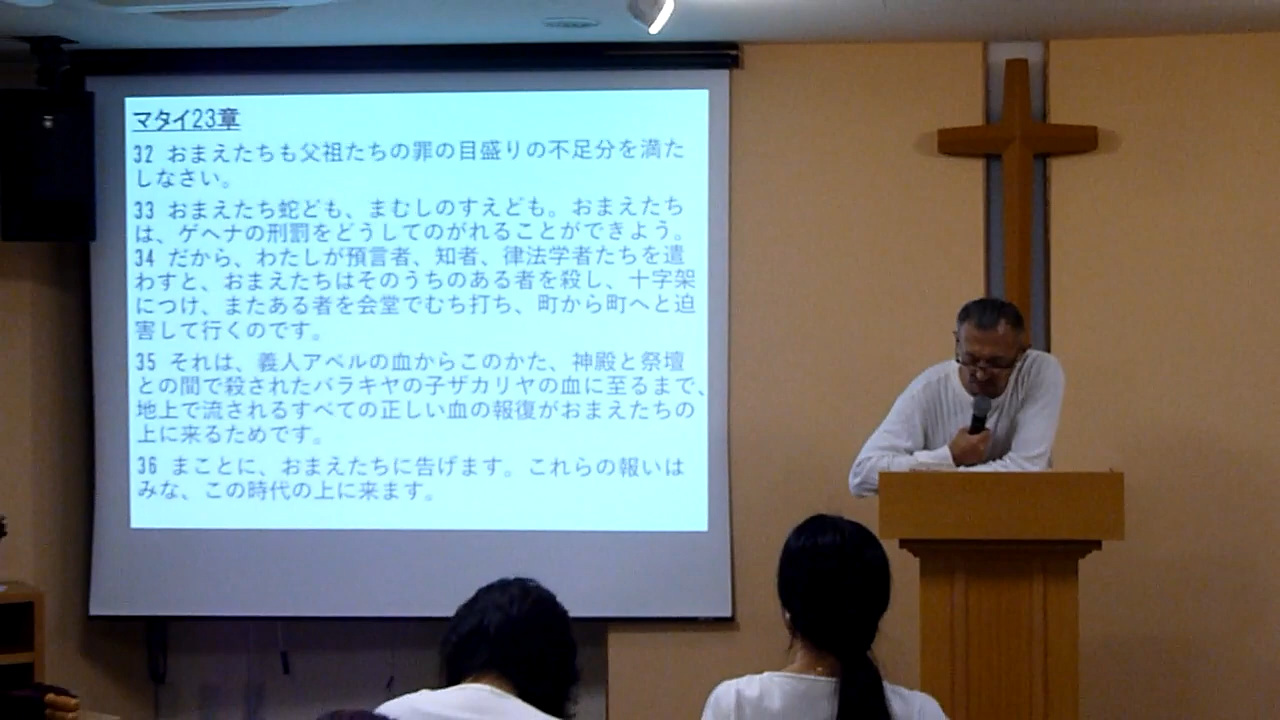 マタイ23章
32 おまえたちも父祖たちの罪の目盛りの不足分を満た
しなさい。
33 おまえたち蛇ども、まむしのすえども。おまえたち
は、ゲヘナの刑罰をどうしてのがれることができよう。
34 だから、わたしが預言者、知者、律法学者たちを遣
わすと、おまえたちはそのうちのある者を殺し、十字架
につけ、またある者を会堂でむち打ち、町から町へと迫
害して行くのです。
35 それは、義人アベルの血からこのかた、神殿と祭壇
との間で殺されたバラキヤの子ザカリヤの血に至るまで、
地上で流されるすべての正しい血の報復がおまえたちの
上に来るためです。
36 まことに、おまえたちに告げます。これらの報いは
みな、この時代の上に来ます。